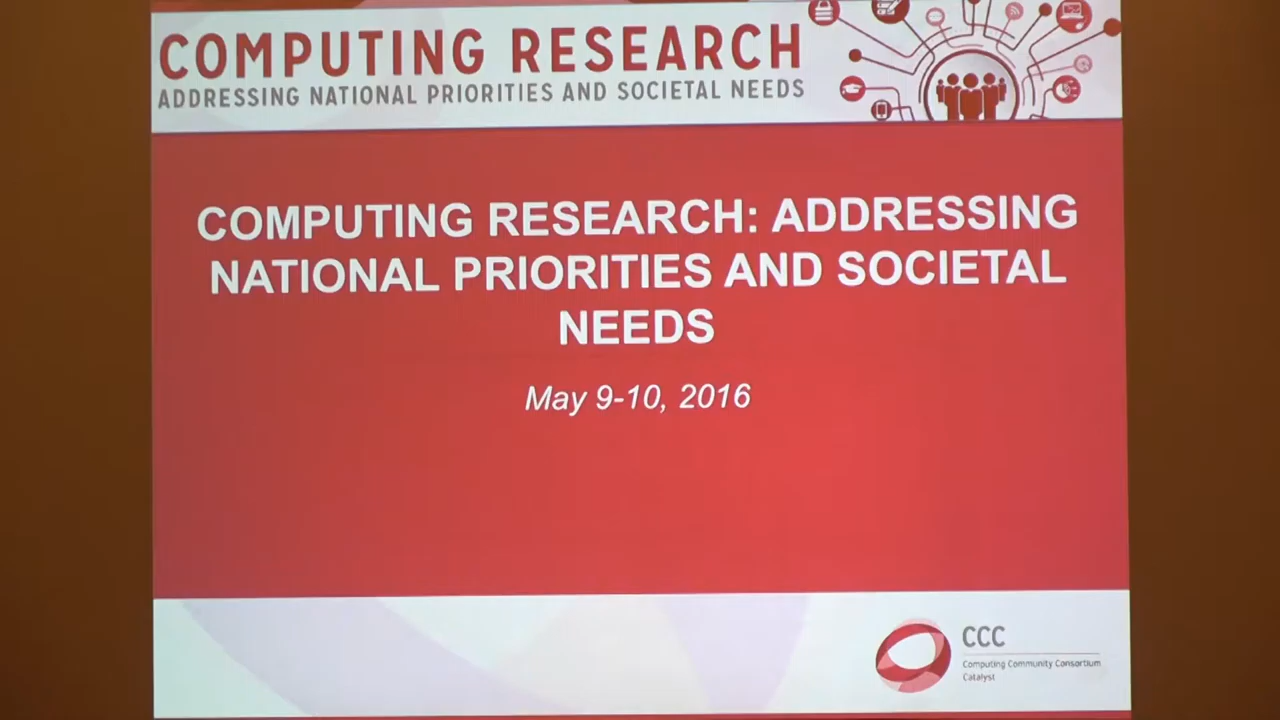 COMPUTING RESEARCH
ADDRESSING NATIONAL PRIORITIES AND SOCIETAL NEEDS
COMPUTING RESEARCH: ADDRESSING
NATIONAL PRIORITIES AND SOCIETAL
NEEDS
May 9-10, 2016
CCC
Computing Community Consortium
Catalyst